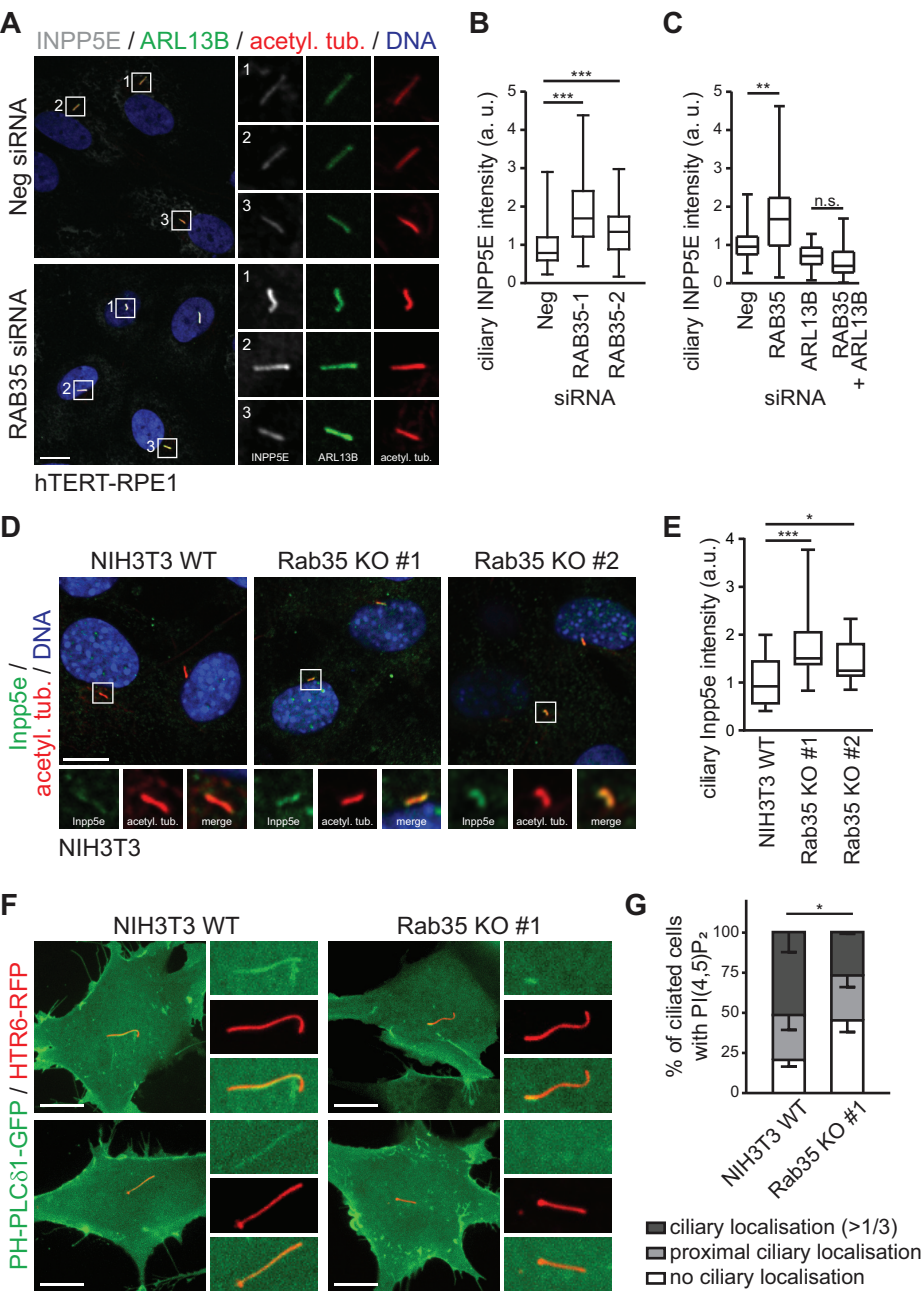 A
INPP5E / ARL13B / acetyl. tub. / DNA
Neg siRNA
1
2
3
1
2
3
RAB35 siRNA
1
2
3
1
2
3
INPP5E
ARL13B
acetyl. tub.
hTERT-RPE1
B
ciliary INPP5E intensity (a. u.)
5
4
3
2
1
0
***
***
Neg
RAB35-1
RAB35-2
siRNA
C
ciliary INPP5E intensity (a. u.)
5
4
3
2
1
0
**
n.s.
Neg
RAB35
ARL13B
RAB35
+ ARL13B
siRNA
D
NIH3T3 WT
Rab35 KO #1
Rab35 KO #2
Inpp5e /
acetyl. tub. / DNA
Inpp5e
acetyl. tub.
merge
Inpp5e
acetyl. tub.
merge
Inpp5e
acetyl. tub.
merge
NIH3T3
E
ciliary Inpp5e intensity (a.u.)
4
3
2
1
0
*
***
NIH3T3 WT
Rab35 KO #1
Rab35 KO #2
F
NIH3T3 WT
Rab35 KO #1
PH-PLCδ1-GFP / HTR6-RFP
G
% of ciliated cells
with PI(4,5)P₂
100
75
50
25
0
*
NIH3T3 WT
Rab35 KO #1
ciliary localisation (>1/3)
proximal ciliary localisation
no ciliary localisation